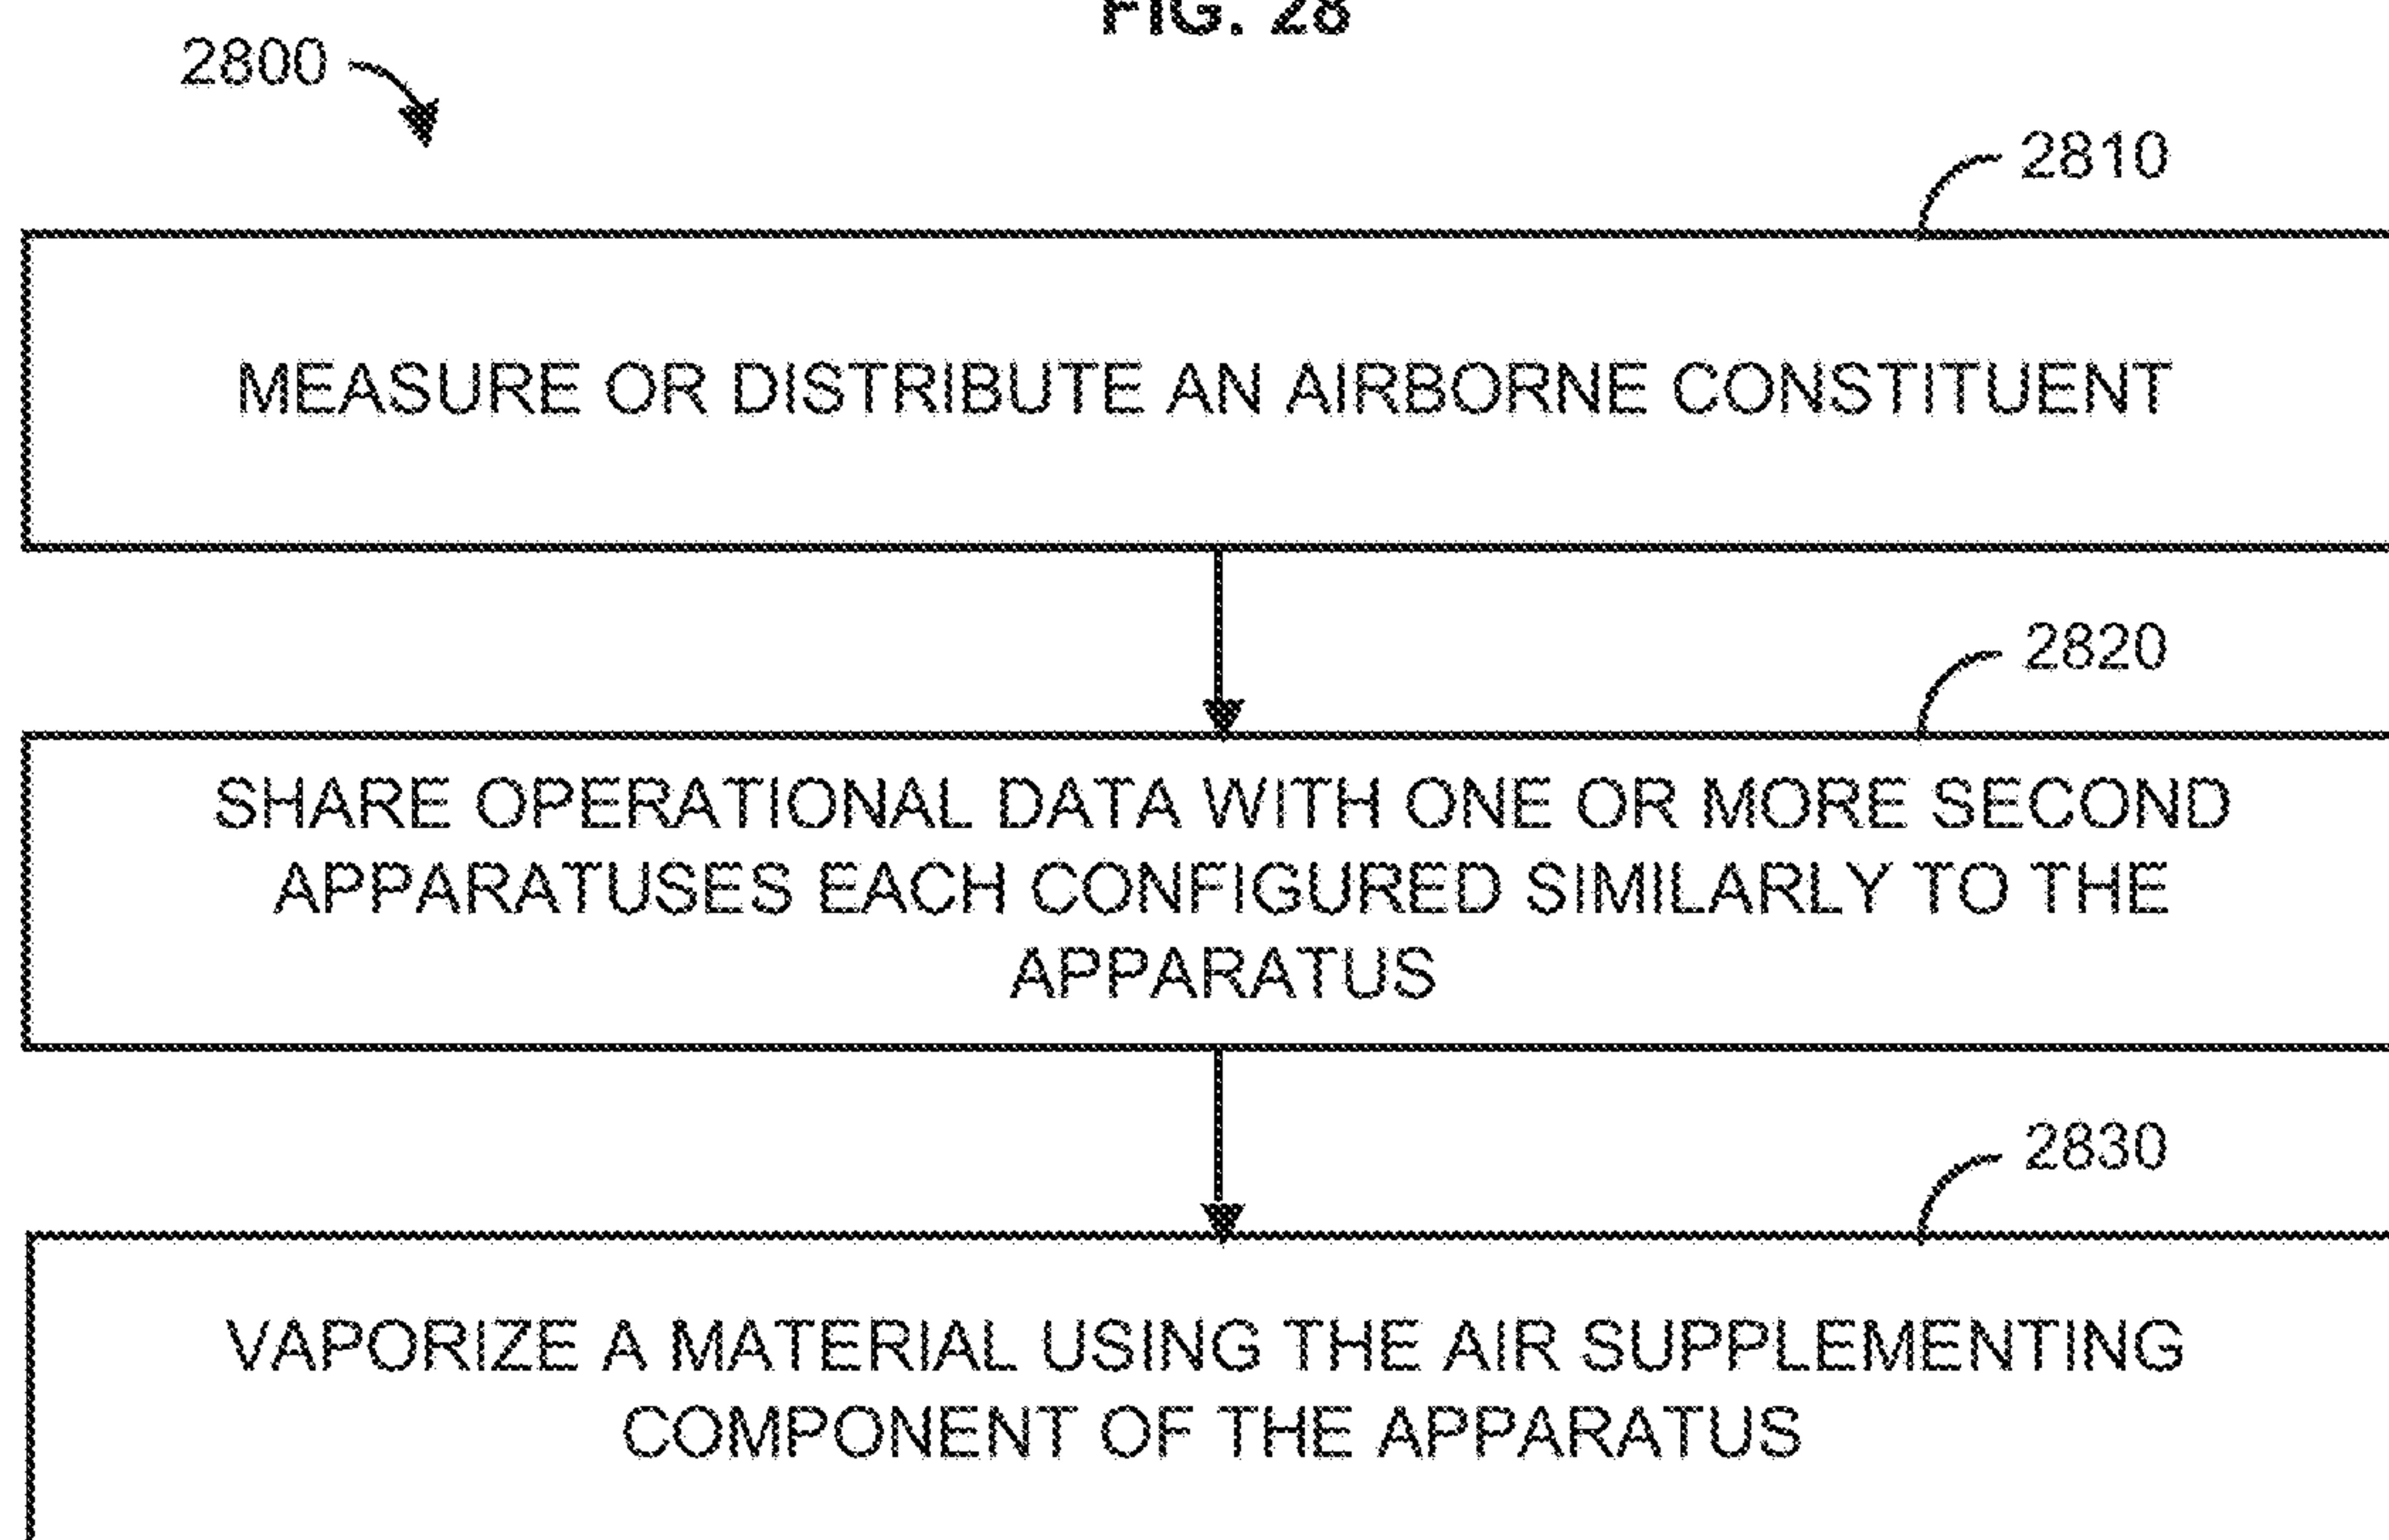 FIG. 28
2800
2810
MEASURE OR DISTRIBUTE AN AIRBORNE CONSTITUENT
2820
SHARE OPERATIONAL DATA WITH ONE OR MORE SECOND
APPARATUSES EACH CONFIGURED SIMILARLY TO THE
APPARATUS
2830
VAPORIZE A MATERIAL USING THE AIR SUPPLEMENTING
COMPONENT OF THE APPARATUS